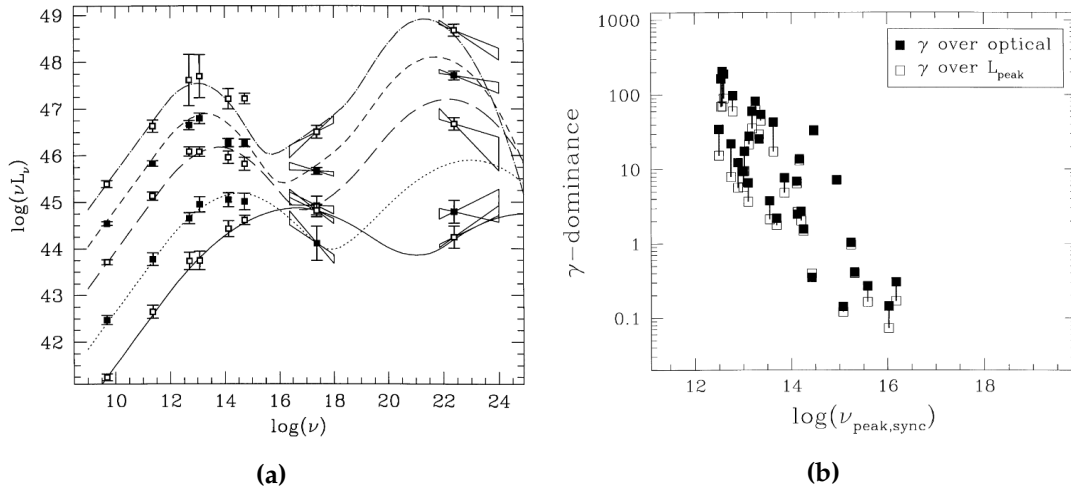 49
48
47
46
45
44
43
42
log(νL_ν)
10 12 14 16 18 20 22 24
log(ν)
(a)
1000
100
10
1
0.1
γ-dominance
■ γ over optical
□ γ over L_peak
12 14 16 18
log(ν_peak,sync)
(b)